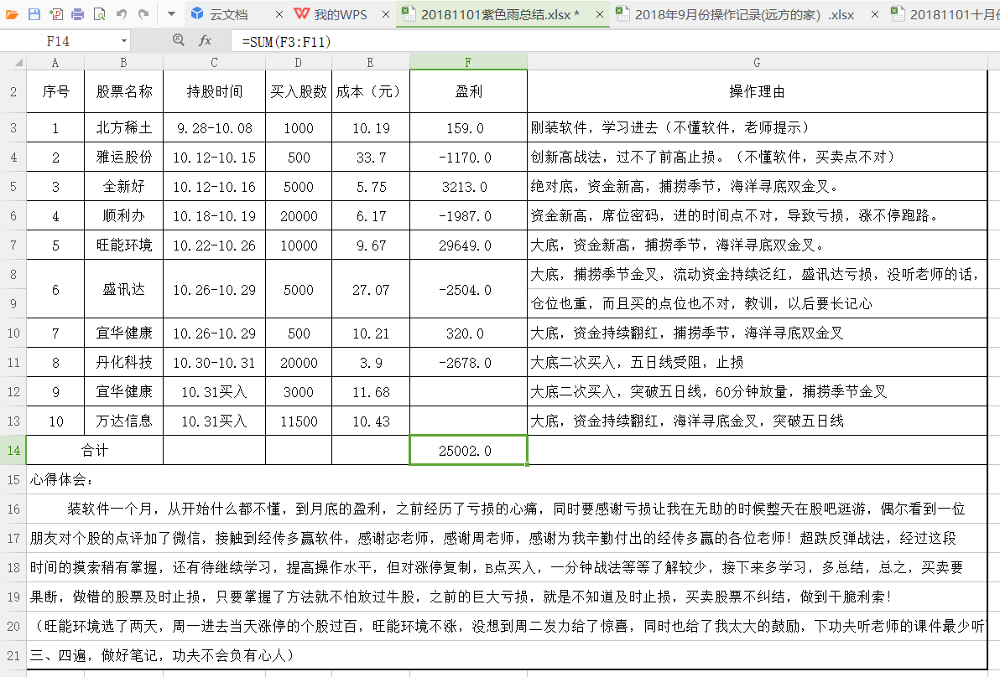 云文档 × W 我的WPS × 20181101紫色雨总结.xlsx * × 2018年9月份操作记录(远方的家）.xlsx × 20181101十月
F14 fx =SUM(F3:F11)
A B C D E F G
2 序号 股票名称 持股时间 买入股数 成本（元） 盈利 操作理由
3 1 北方稀土 9.28-10.08 1000 10.19 159.0 刚装软件，学习进去（不懂软件，老师提示）
4 2 雅运股份 10.12-10.15 500 33.7 -1170.0 创新高战法，过不了前高止损。（不懂软件，买卖点不对）
5 3 全新好 10.12-10.16 5000 5.75 3213.0 绝对底，资金新高，捕捞季节，海洋寻底双金叉。
6 4 顺利办 10.18-10.19 20000 6.17 -1987.0 资金新高，席位密码，进的时间点不对，导致亏损，涨不停跑路。
7 5 旺能环境 10.22-10.26 10000 9.67 29649.0 大底，资金新高，捕捞季节，海洋寻底双金叉。
8 6 盛讯达 10.26-10.29 5000 27.07 -2504.0 大底，捕捞季节金叉，流动资金持续泛红，盛讯达亏损，没听老师的话，
9 仓位也重，而且买的点位也不对，教训，以后要长记心
10 7 宜华健康 10.26-10.29 500 10.21 320.0 大底，资金持续翻红，捕捞季节，海洋寻底双金叉
11 8 丹化科技 10.30-10.31 20000 3.9 -2678.0 大底二次买入，五日线受阻，止损
12 9 宜华健康 10.31买入 3000 11.68 大底二次买入，突破五日线，60分钟放量，捕捞季节金叉
13 10 万达信息 10.31买入 11500 10.43 大底，资金持续翻红，海洋寻底金叉，突破五日线
14 合计 25002.0
15 心得体会：
16 装软件一个月，从开始什么都不懂，到月底的盈利，之前经历了亏损的心痛，同时要感谢亏损让我在无助的时候整天在股吧逛游，偶尔看到一位
17 朋友对个股的点评加了微信，接触到经传多赢软件，感谢宓老师，感谢周老师，感谢为我辛勤付出的经传多赢的各位老师！超跌反弹战法，经过这段
18 时间的摸索稍有掌握，还有待继续学习，提高操作水平，但对涨停复制，B点买入，一分钟战法等等了解较少，接下来多学习，多总结，总之，买卖要
19 果断，做错的股票及时止损，只要掌握了方法就不怕放过牛股，之前的巨大亏损，就是不知道及时止损，买卖股票不纠结，做到干脆利索！
20 （旺能环境选了两天，周一进去当天涨停的个股过百，旺能环境不涨，没想到周二发力给了惊喜，同时也给了我太大的鼓励，下功夫听老师的课件最少听
21 三、四遍，做好笔记，功夫不会负有心人）